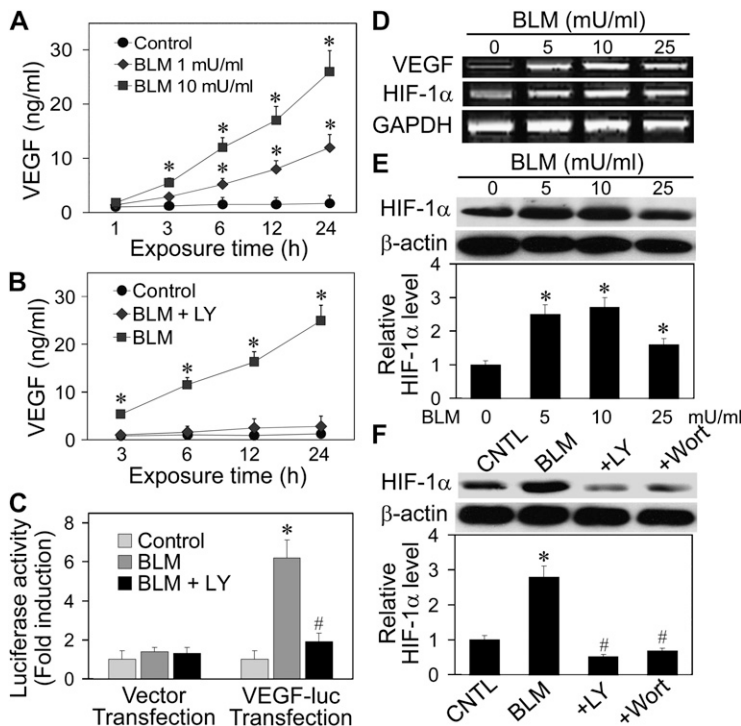 A
Control
BLM 1 mU/ml
BLM 10 mU/ml
VEGF (ng/ml)
30
20
10
0
* * * *
* * *
1 3 6 12 24
Exposure time (h)
B
Control
BLM + LY
BLM
VEGF (ng/ml)
30
20
10
0
* * * *
3 6 12 24
Exposure time (h)
C
Control
BLM
BLM + LY
Luciferase activity
(Fold induction)
8
6
4
2
0
*
#
Vector
Transfection
VEGF-luc
Transfection
D
BLM (mU/ml)
0 5 10 25
VEGF
HIF-1α
GAPDH
E
BLM (mU/ml)
0 5 10 25
HIF-1α
β-actin
Relative
HIF-1α level
4
3
2
1
0
* * *
BLM 0 5 10 25 mU/ml
F
CNTL BLM +LY +Wort
HIF-1α
β-actin
Relative
HIF-1α level
4
3
2
1
0
*
# #
CNTL BLM +LY +Wort